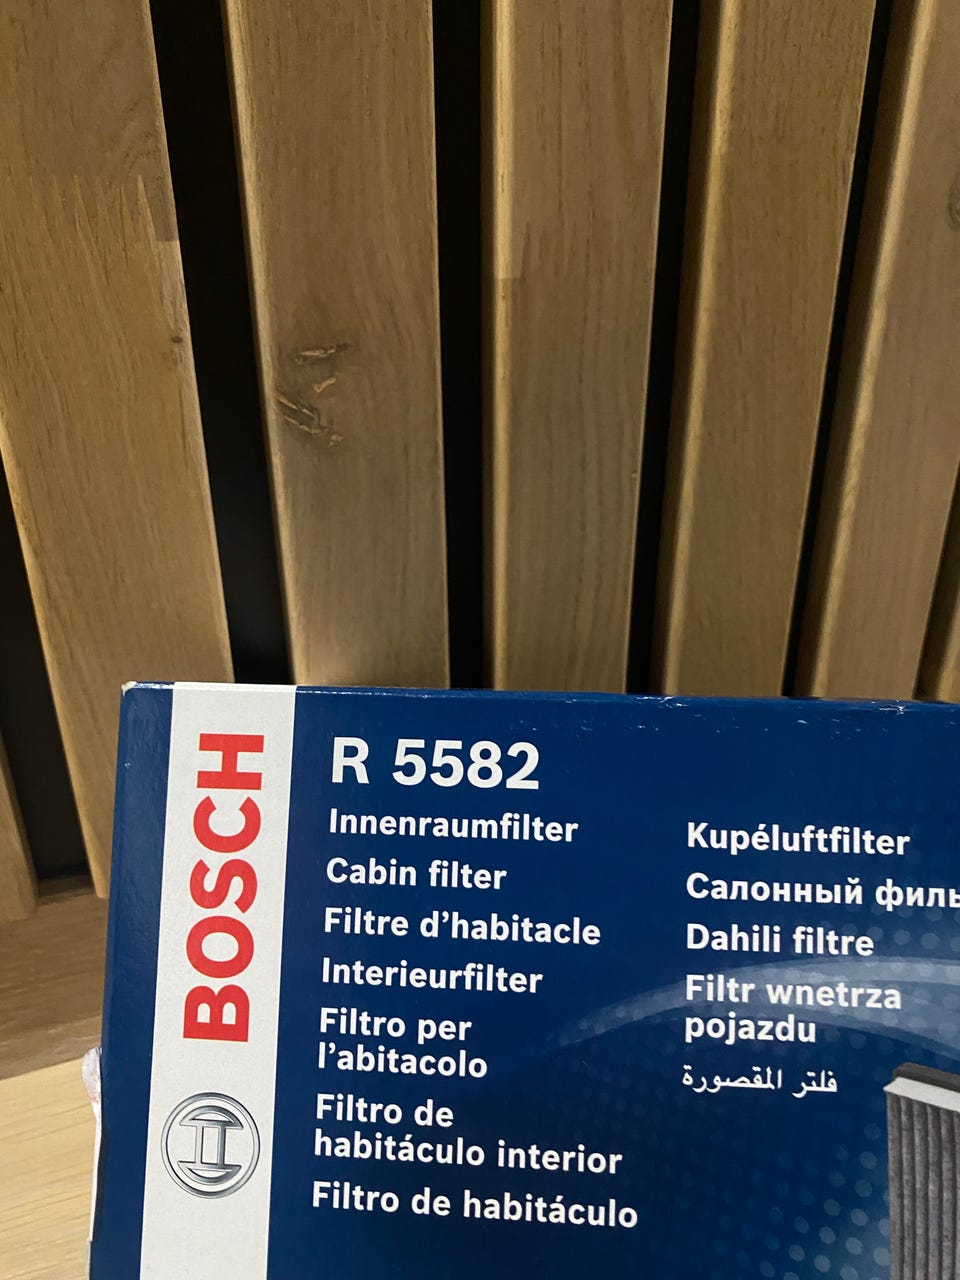 BOSCH
R 5582
Innenraumfilter
Cabin filter
Filtre d’habitacle
Interieurfilter
Filtro per
l’abitacolo
Filtro de
habitáculo interior
Filtro de habitáculo
Kupéluftfilter
Салонный
Dahili filtre
Filtr wnetrza
pojazdu
فلتر المقصورة